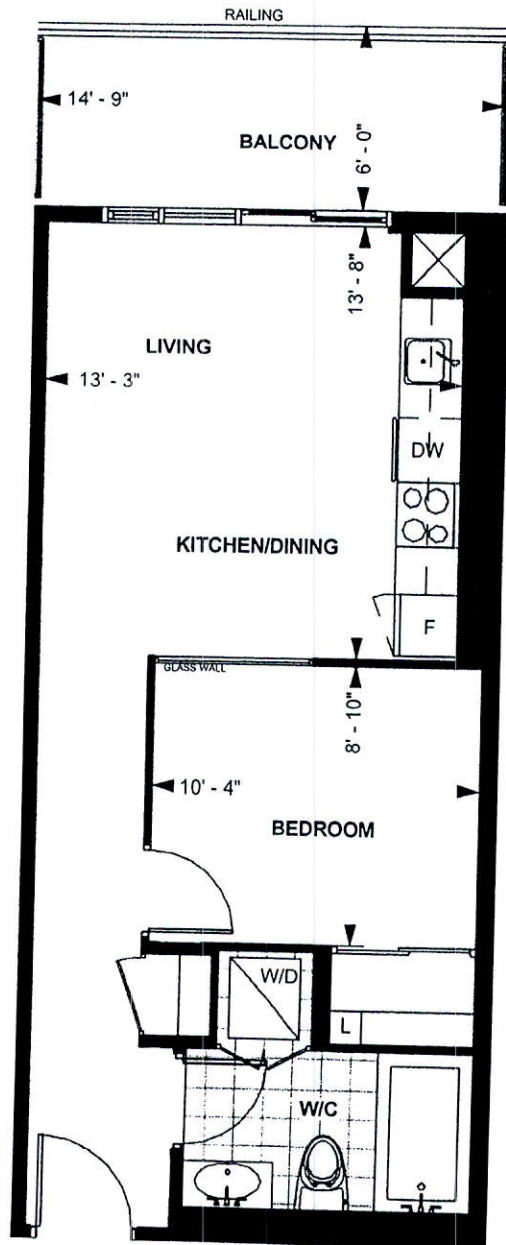 RAILING
14' - 9"
BALCONY
6' - 0"
13' - 8"
LIVING
13' - 3"
DW
KITCHEN/DINING
F
GLASS WALL
8' - 10"
10' - 4"
BEDROOM
W/D
L
W/C